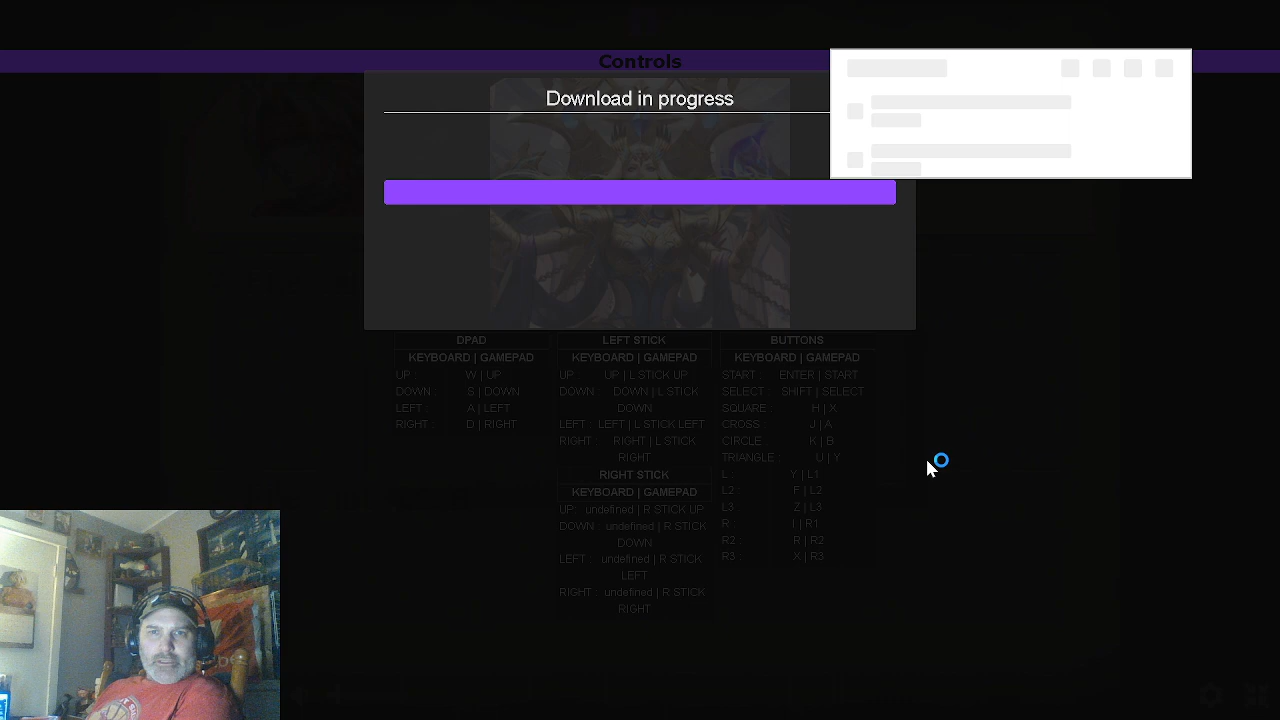 Controls
Download in progress
DPAD
KEYBOARD | GAMEPAD
UP : W | UP
DOWN : S | DOWN
LEFT : A | LEFT
RIGHT : D | RIGHT
LEFT STICK
KEYBOARD | GAMEPAD
UP UP | L STICK UP
DOWN : DOWN | L STICK
DOWN
LEFT : LEFT | L STICK LEFT
RIGHT RIGHT | L STICK
RIGHT
RIGHT STICK
KEYBOARD | GAMEPAD
UP: undefined | R STICK UP
DOWN : undefined | R STICK
DOWN
LEFT : undefined | R STICK
LEFT
RIGHT : undefined | R STICK
RIGHT
BUTTONS
KEYBOARD | GAMEPAD
START : ENTER | START
SELECT : SHIFT | SELECT
SQUARE H | X
CROSS J | A
CIRCLE K | B
TRIANGLE : U | Y
L : Y | L1
L2 : F | L2
L3 Z | L3
R I | R1
R2 : R | R2
R3 : X | R3